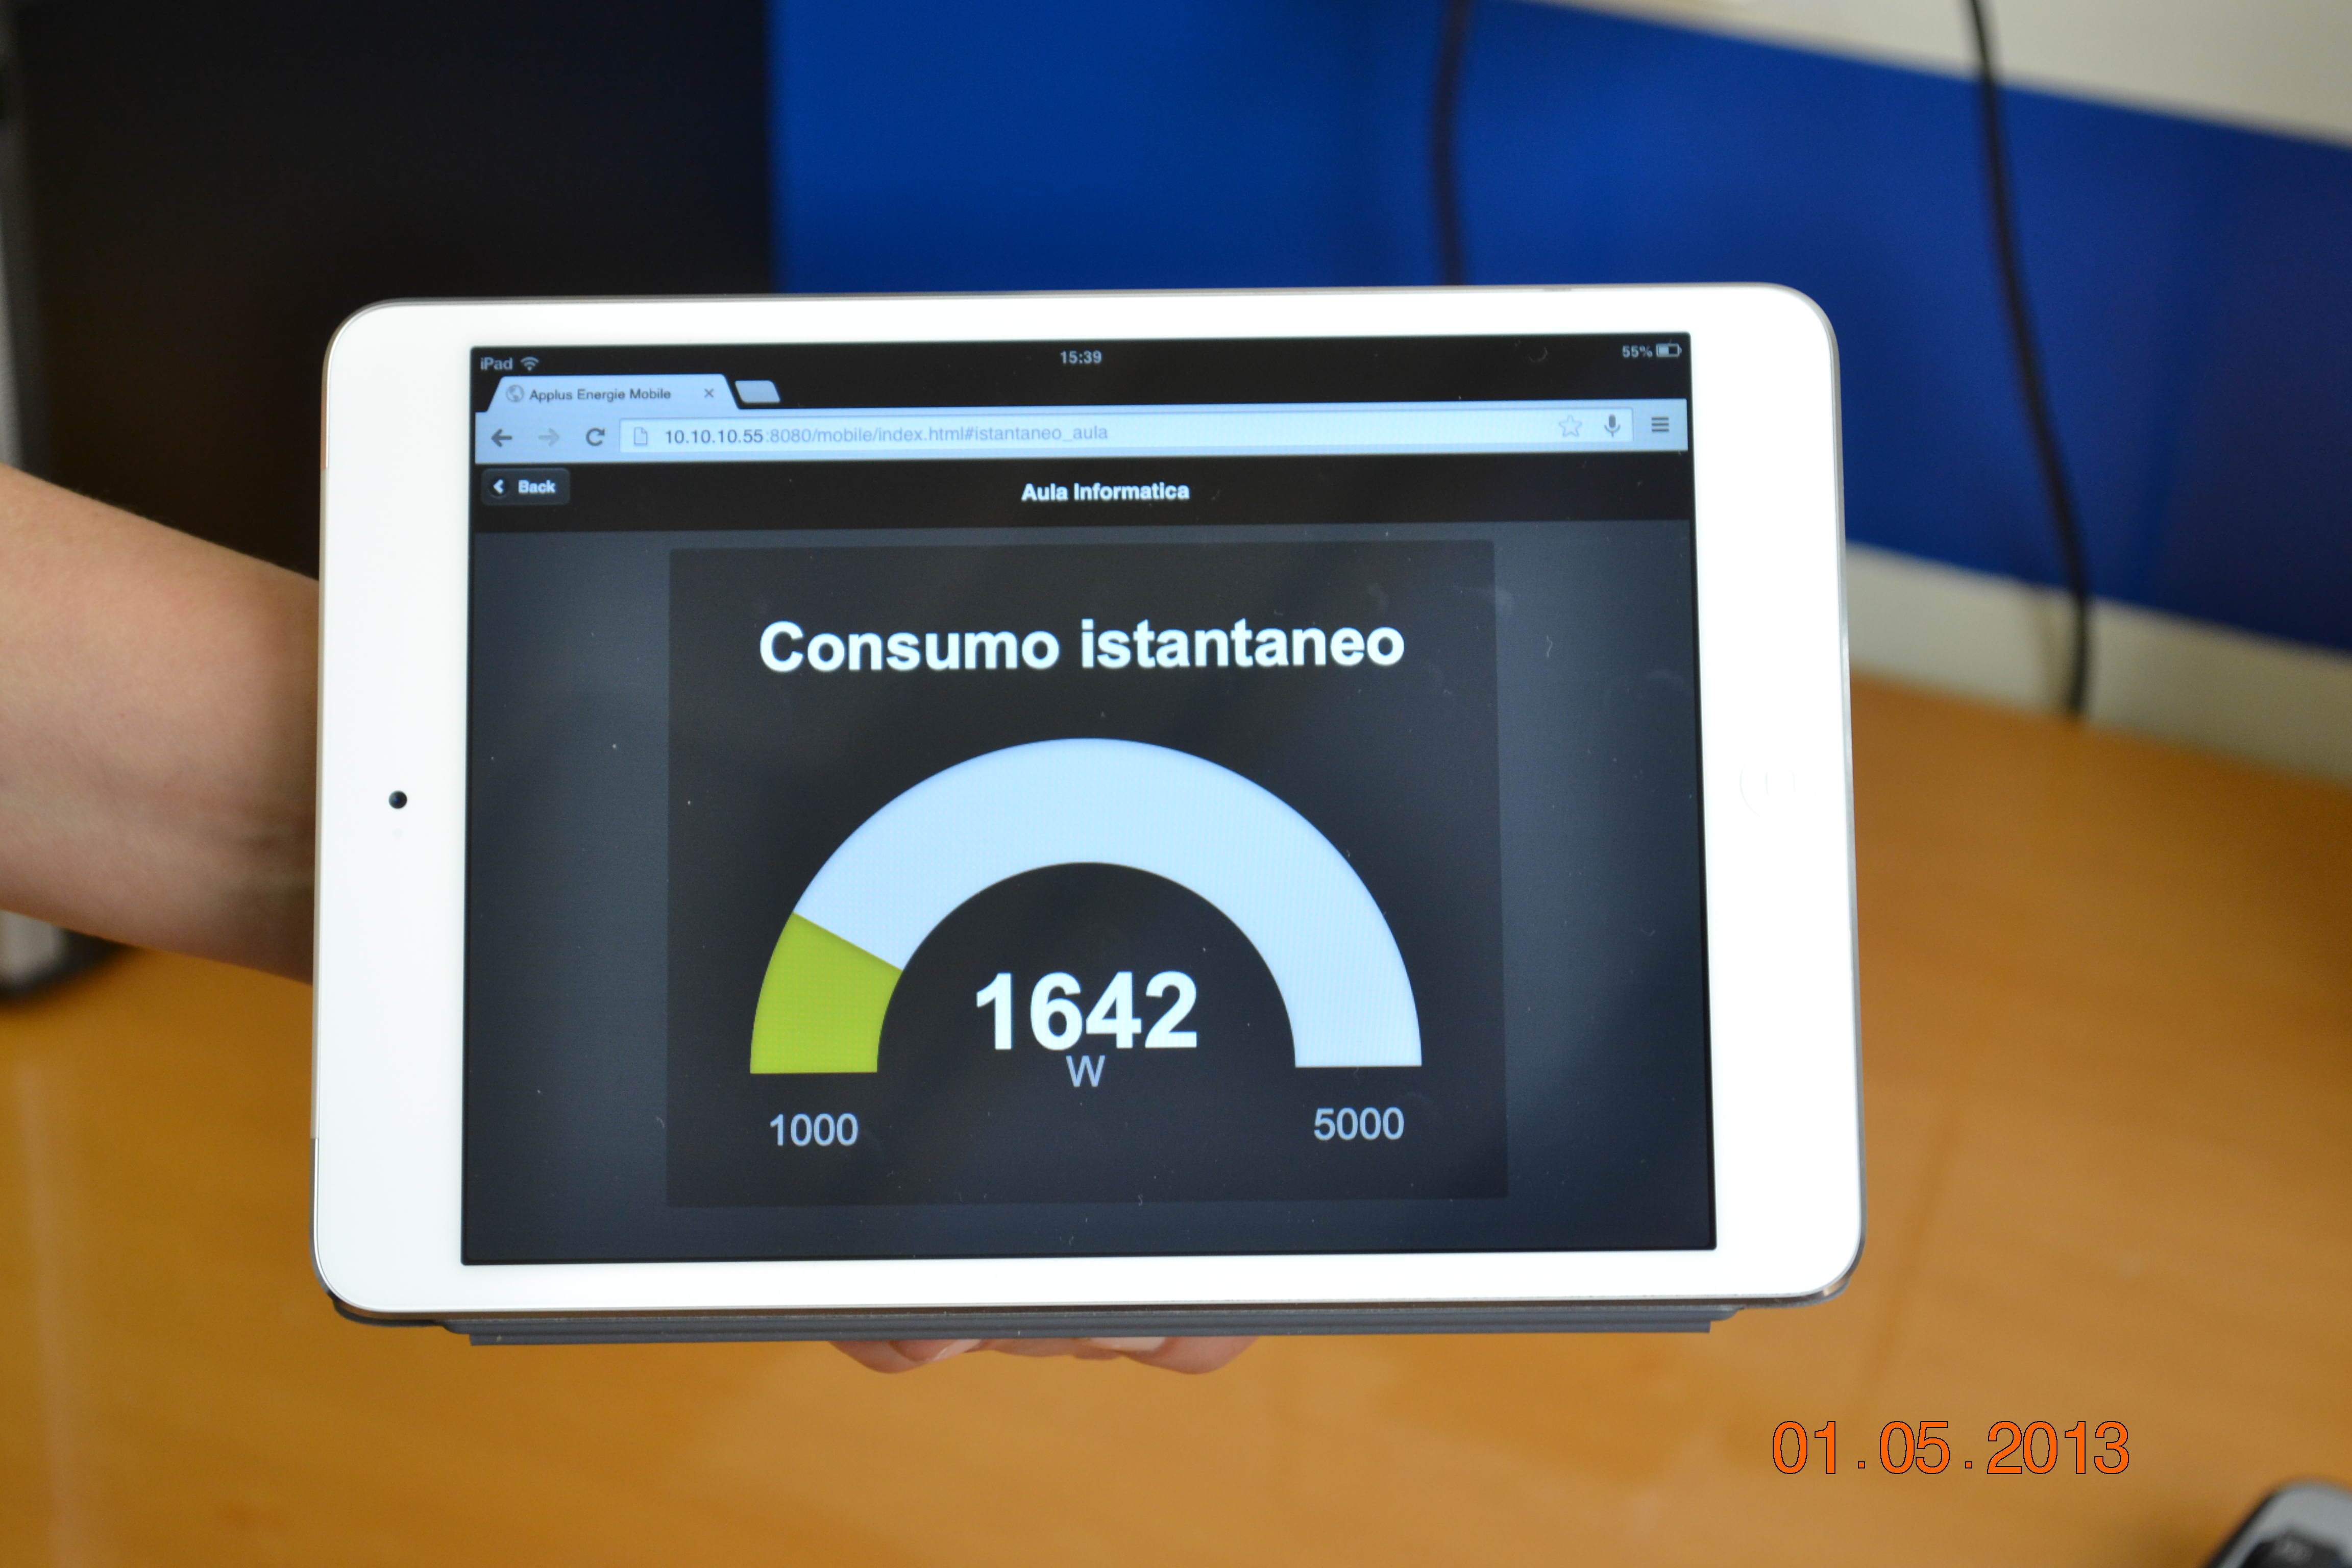 iPad 15:39 55%
Applus Energie Mobile
10.10.10.55:8080/mobile/index.html#istantaneo_aula
Back Aula Informatica
Consumo istantaneo
1642
W
1000 5000
01.05.2013